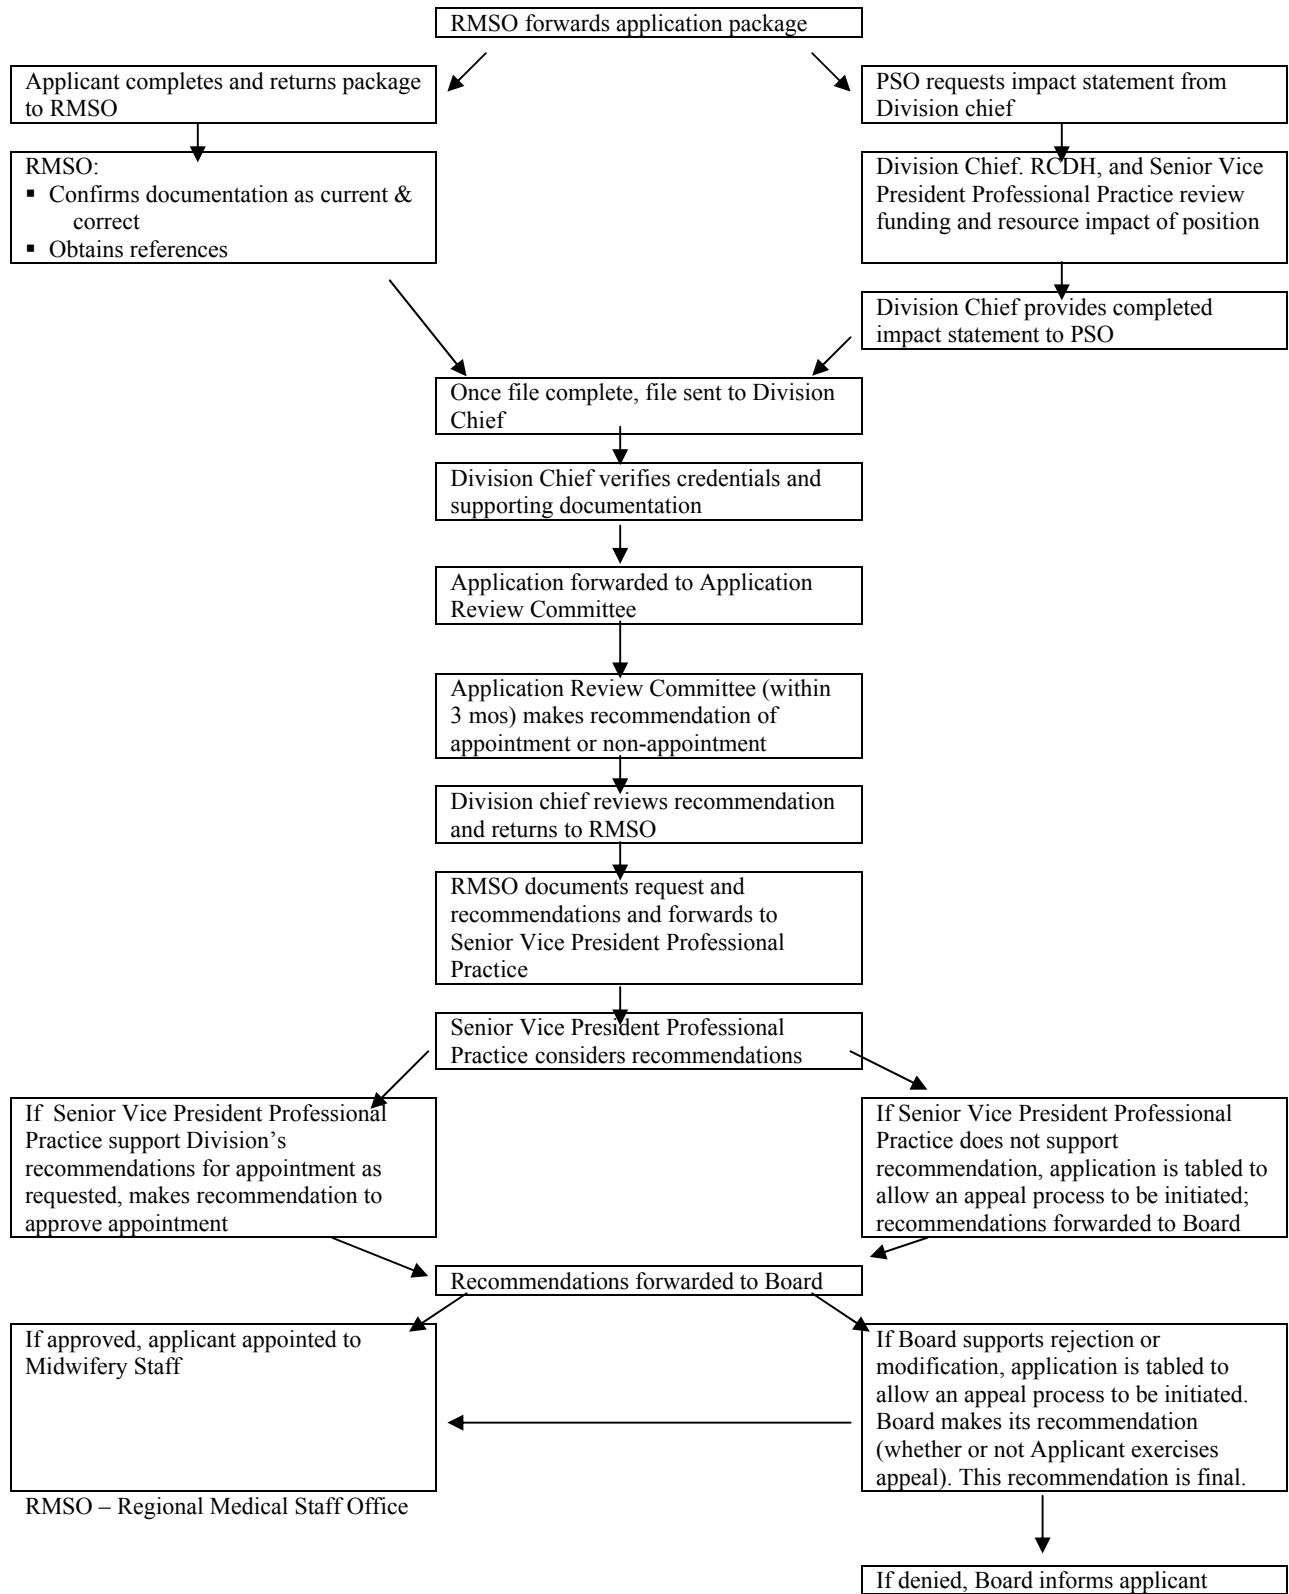 RMSO forwards application package
Applicant completes and returns package
to RMSO
PSO requests impact statement from
Division chief
RMSO:
▪ Confirms documentation as current &
correct
▪ Obtains references
Division Chief. RCDH, and Senior Vice
President Professional Practice review
funding and resource impact of position
Division Chief provides completed
impact statement to PSO
Once file complete, file sent to Division
Chief
Division Chief verifies credentials and
supporting documentation
Application forwarded to Application
Review Committee
Application Review Committee (within
3 mos) makes recommendation of
appointment or non-appointment
Division chief reviews recommendation
and returns to RMSO
RMSO documents request and
recommendations and forwards to
Senior Vice President Professional
Practice
Senior Vice President Professional
Practice considers recommendations
If Senior Vice President Professional
Practice support Division’s
recommendations for appointment as
requested, makes recommendation to
approve appointment
If Senior Vice President Professional
Practice does not support
recommendation, application is tabled to
allow an appeal process to be initiated;
recommendations forwarded to Board
Recommendations forwarded to Board
If approved, applicant appointed to
Midwifery Staff
If Board supports rejection or
modification, application is tabled to
allow an appeal process to be initiated.
Board makes its recommendation
(whether or not Applicant exercises
appeal). This recommendation is final.
RMSO – Regional Medical Staff Office
If denied, Board informs applicant